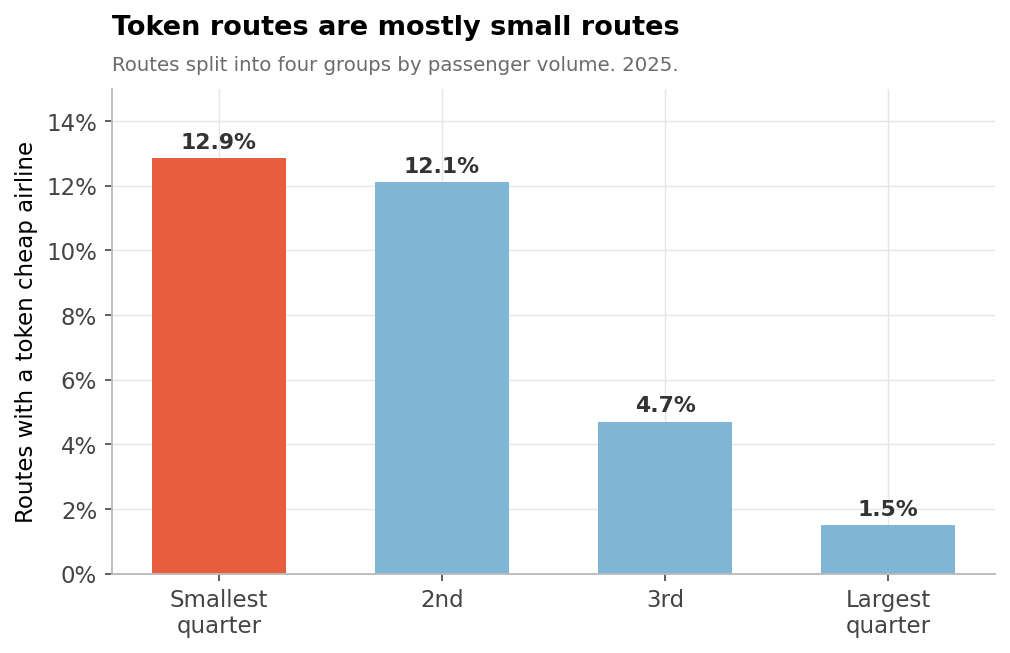 Token routes are mostly small routes
Routes split into four groups by passenger volume. 2025.
Routes with a token cheap airline
14%
12%
10%
8%
6%
4%
2%
0%
12.9%
12.1%
4.7%
1.5%
Smallest
quarter
2nd
3rd
Largest
quarter